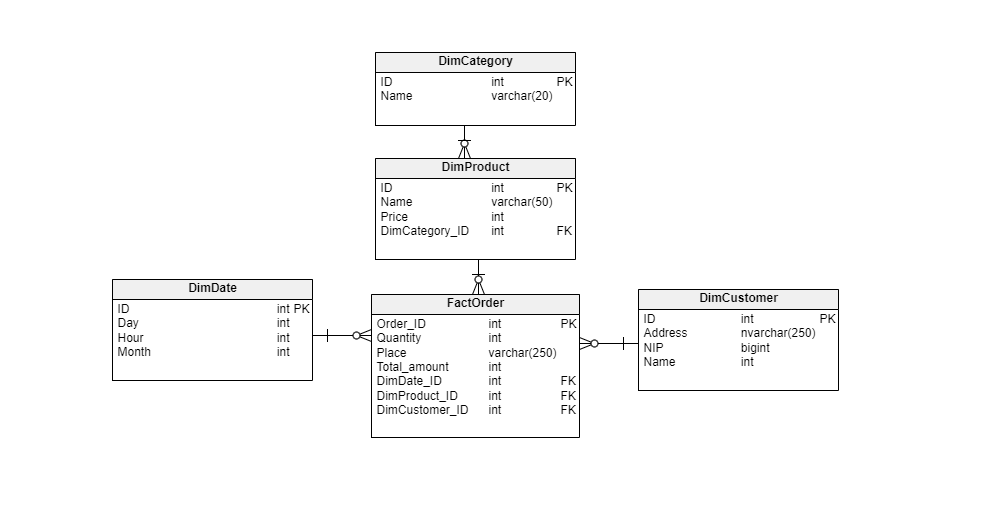 DimCategory
ID int PK
Name varchar(20)
DimProduct
ID int PK
Name varchar(50)
Price int
DimCategory_ID int FK
DimDate
ID int PK
Day int
Hour int
Month int
FactOrder
Order_ID int PK
Quantity int
Place varchar(250)
Total_amount int
DimDate_ID int FK
DimProduct_ID int FK
DimCustomer_ID int FK
DimCustomer
ID int PK
Address nvarchar(250)
NIP bigint
Name int